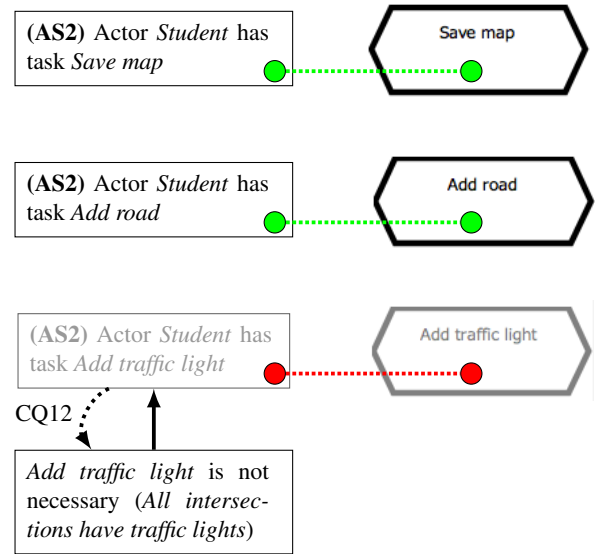 (AS2) Actor Student has
task Save map
Save map
(AS2) Actor Student has
task Add road
Add road
(AS2) Actor Student has
task Add traffic light
Add traffic light
CQ12
Add traffic light is not
necessary (All intersec-
tions have traffic lights)